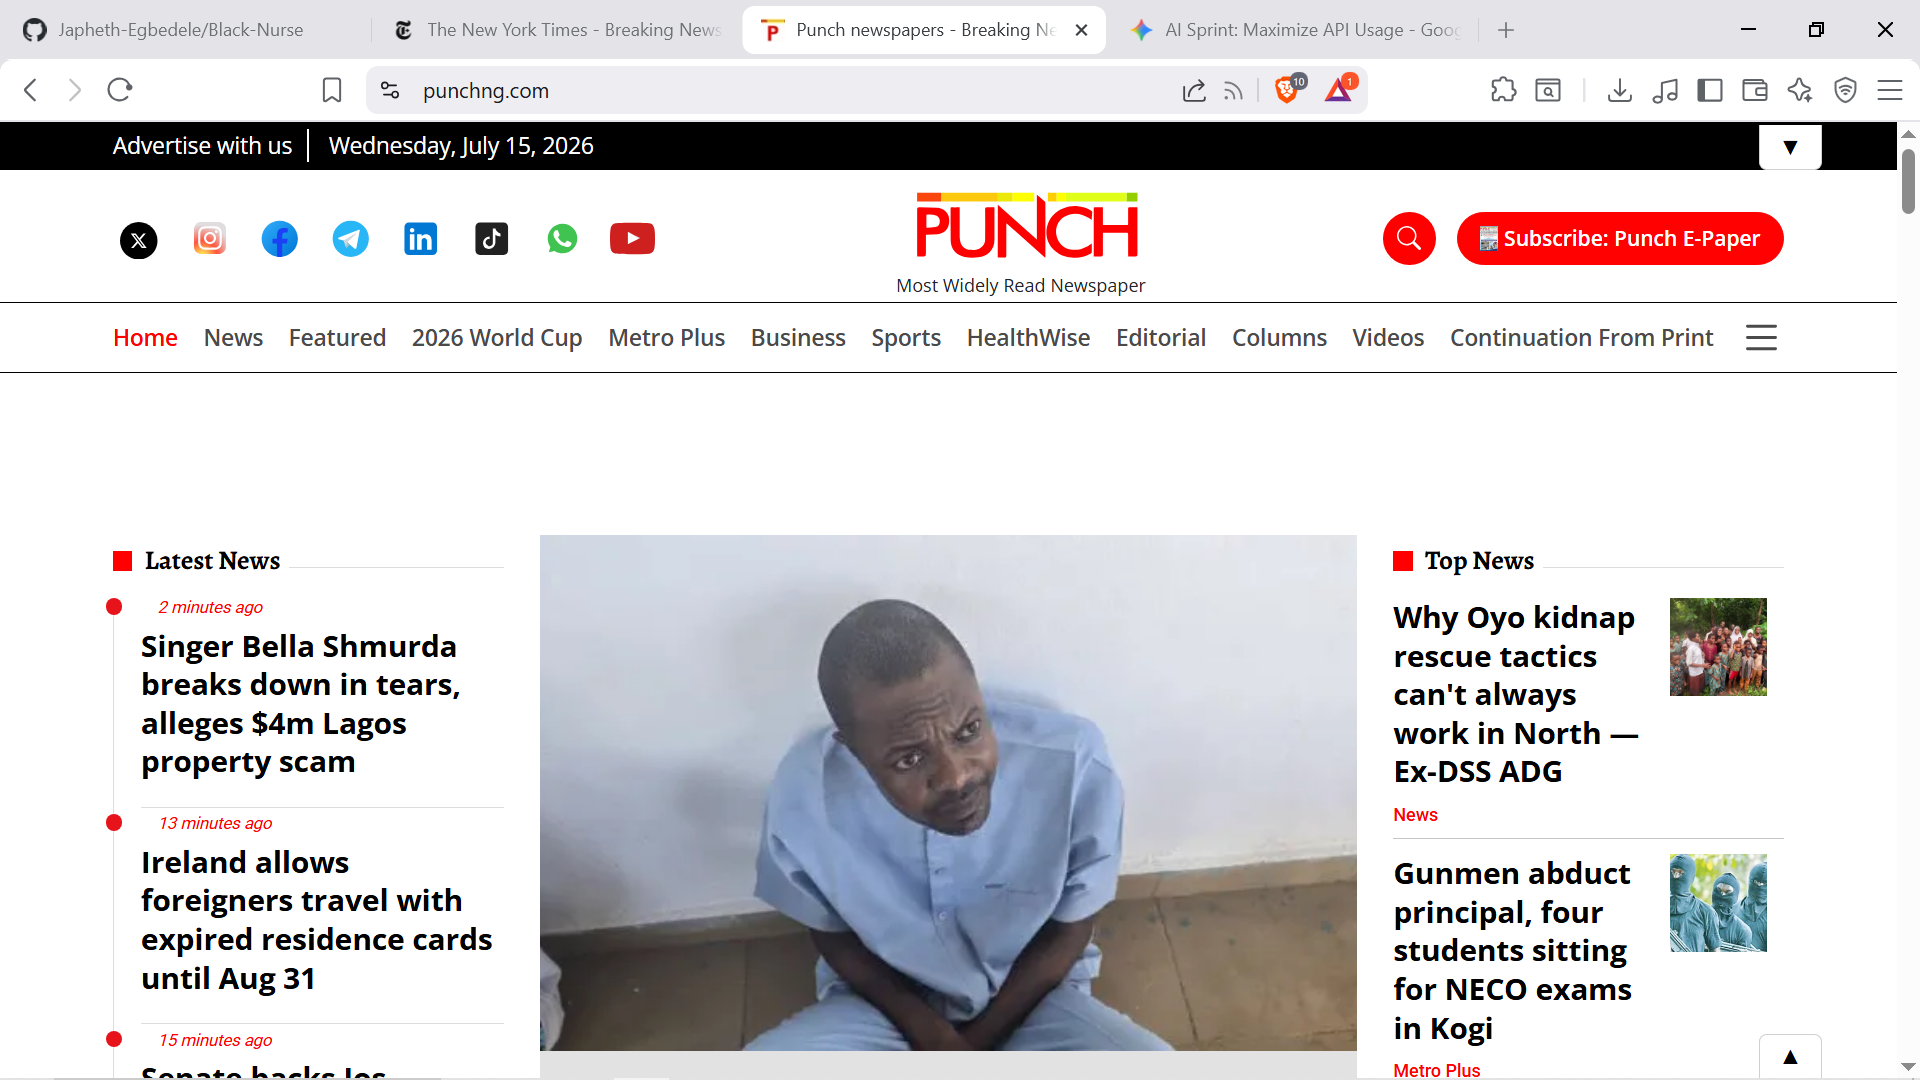 Japheth-Egbedele/Black-Nurse
The New York Times - Breaking News
Punch newspapers - Breaking Ne
AI Sprint: Maximize API Usage - Goog
punchng.com
10
1
Advertise with us
Wednesday, July 15, 2026
PUNCH
Most Widely Read Newspaper
Subscribe: Punch E-Paper
Home News Featured 2026 World Cup Metro Plus Business Sports HealthWise Editorial Columns Videos Continuation From Print
Latest News
2 minutes ago
Singer Bella Shmurda
breaks down in tears,
alleges $4m Lagos
property scam
13 minutes ago
Ireland allows
foreigners travel with
expired residence cards
until Aug 31
15 minutes ago
Senate backs Jos
Top News
Why Oyo kidnap
rescue tactics
can't always
work in North —
Ex-DSS ADG
News
Gunmen abduct
principal, four
students sitting
for NECO exams
in Kogi
Metro Plus